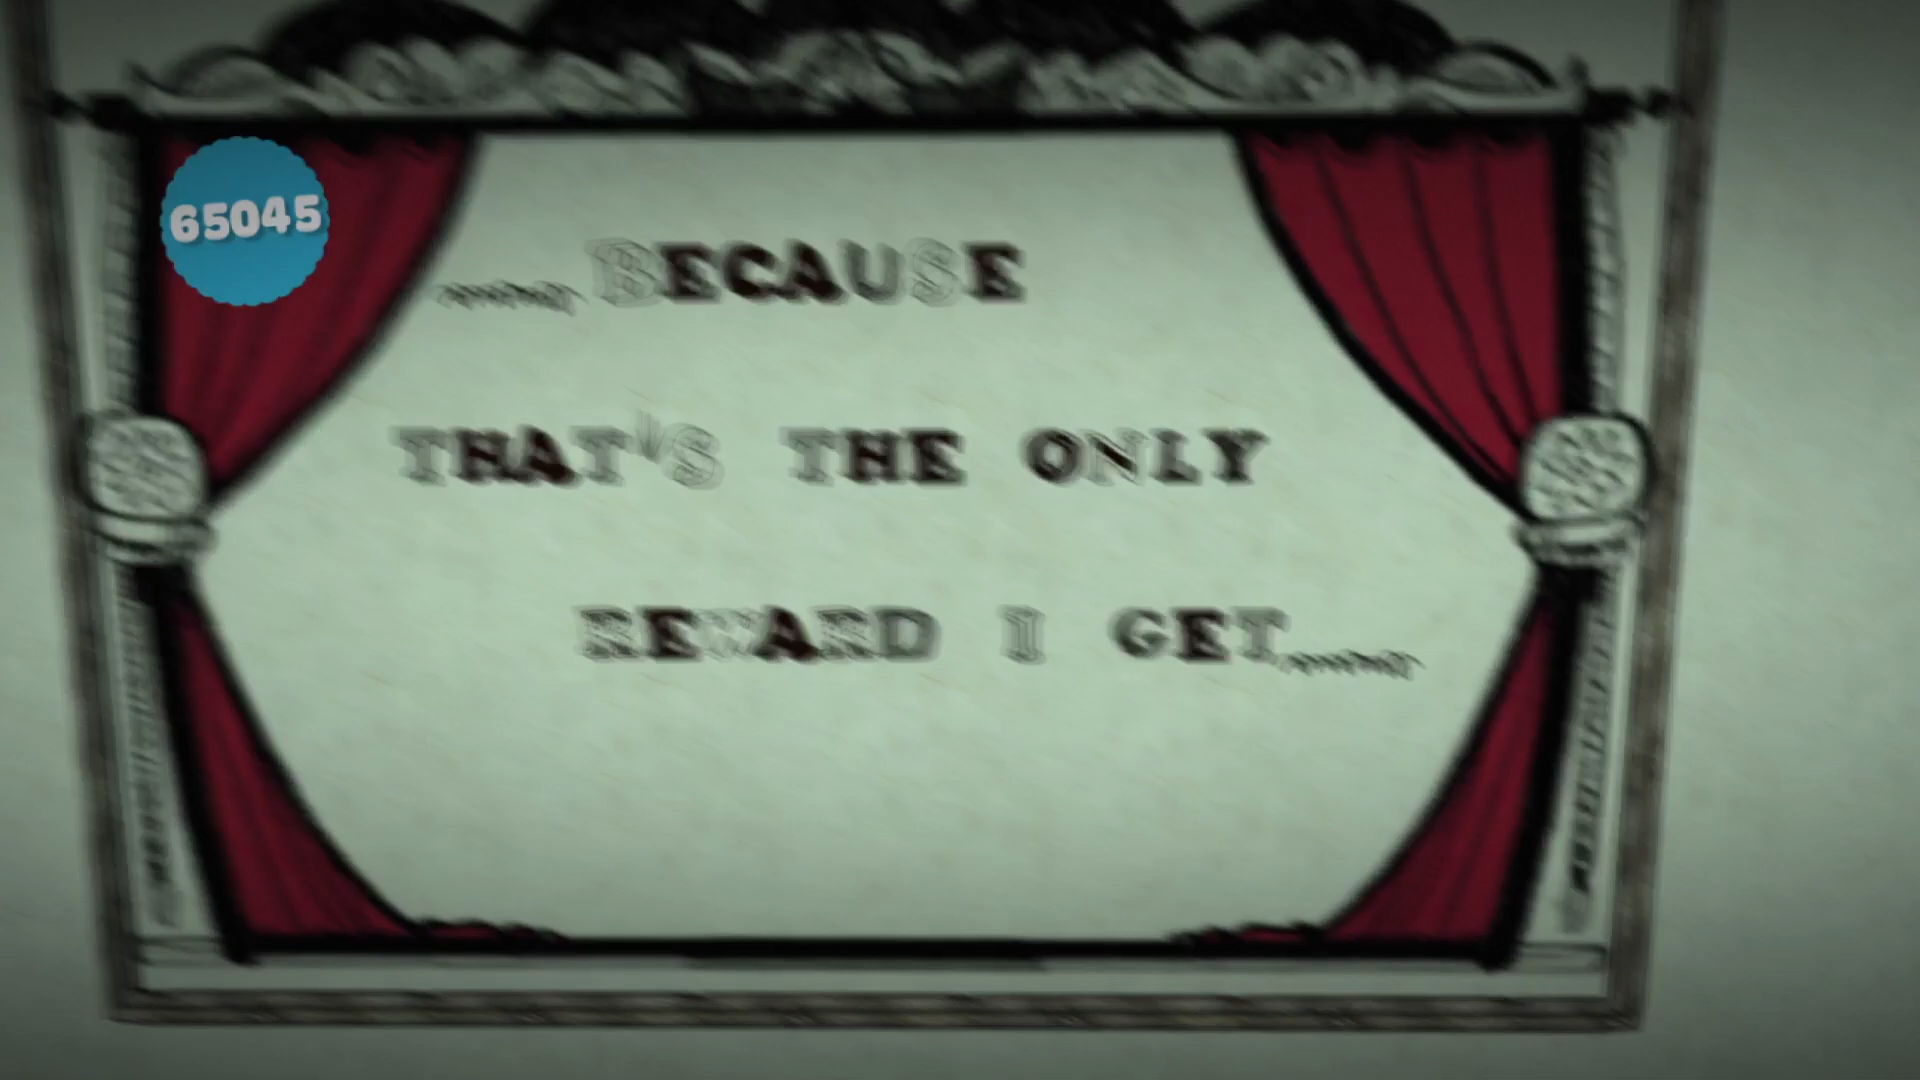 65045
....BECAUSE
THAT'S THE ONLY
REWARD I GET....